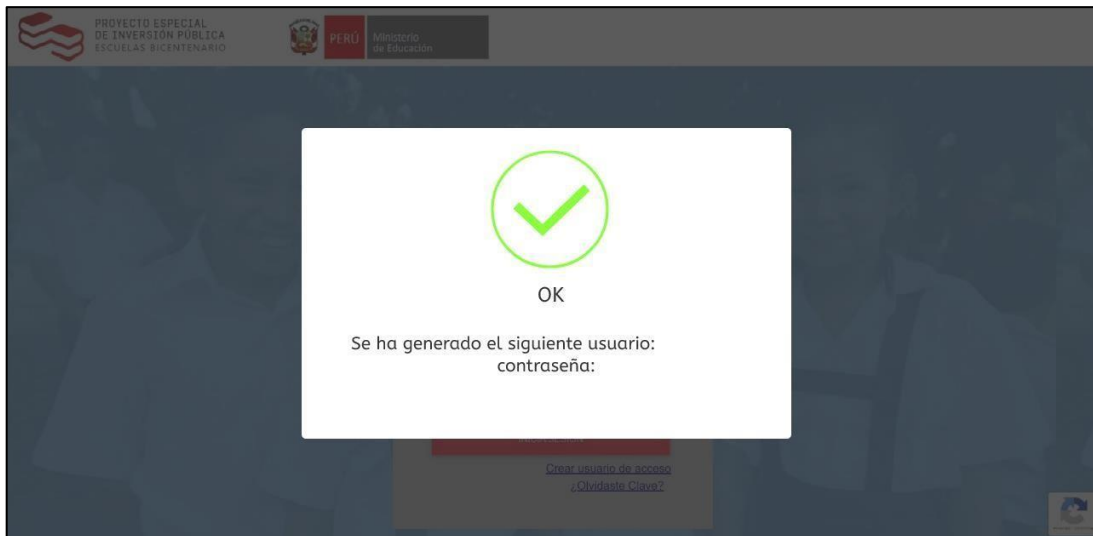 PROYECTO ESPECIAL
DE INVERSIÓN PÚBLICA
ESCUELAS BICENTENARIO
PERÚ
Ministerio
de Educación
OK
Se ha generado el siguiente usuario:
contraseña:
Crear usuario de acceso
¿Olvidaste Clave?